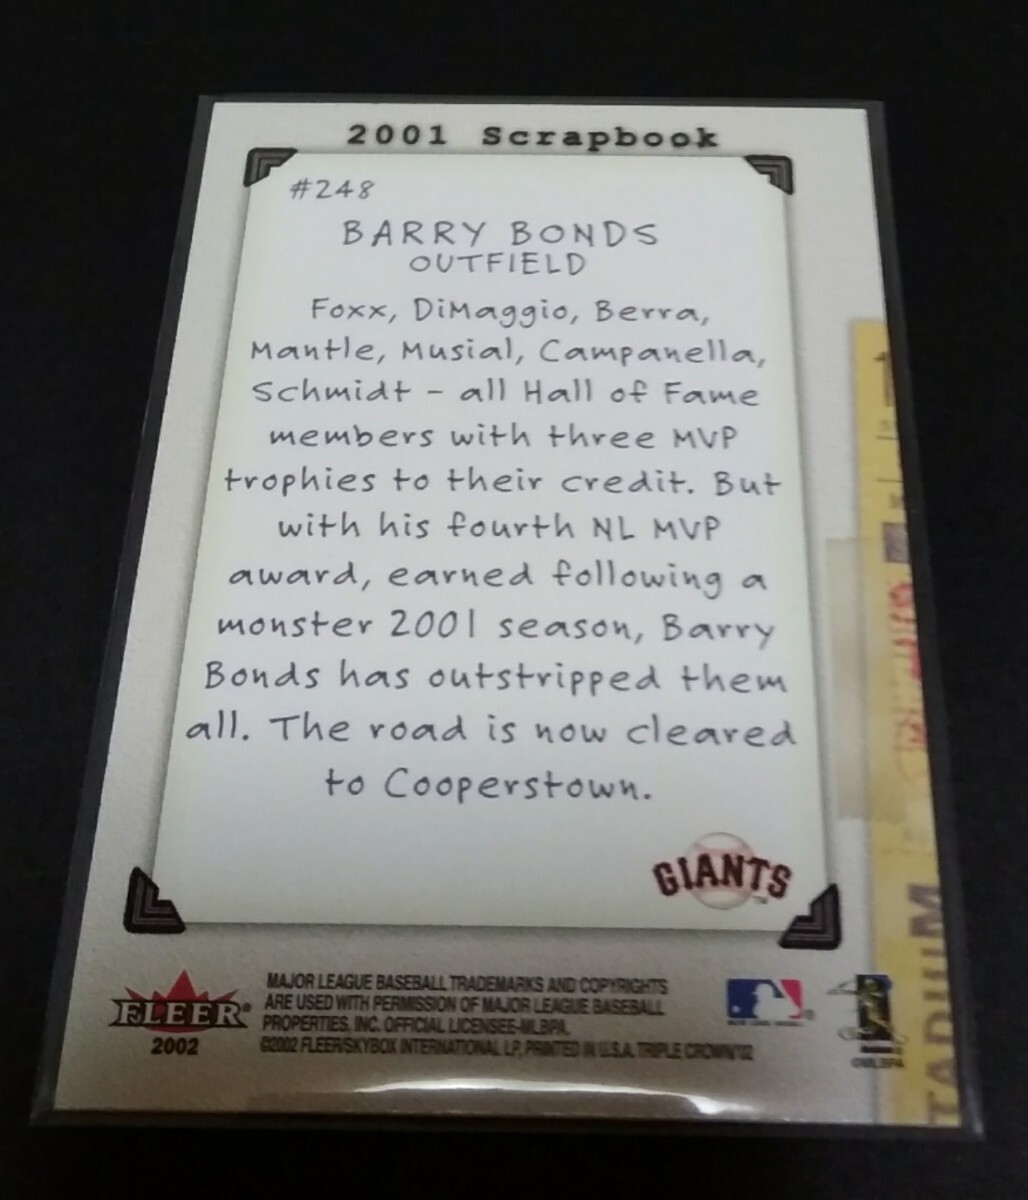 2001 Scrapbook
#248
BARRY BONDS
OUTFIELD
Foxx, DiMaggio, Berra,
Mantle, Musial, Campanella,
Schmidt - all Hall of Fame
members with three MVP
trophies to their credit. But
with his fourth NL MVP
award, earned following a
monster 2001 season, Barry
Bonds has outstripped them
all. The road is now cleared
to Cooperstown.
GIANTS™
FLEER®
2002
MAJOR LEAGUE BASEBALL TRADEMARKS AND COPYRIGHTS
ARE USED WITH PERMISSION OF MAJOR LEAGUE BASEBALL
PROPERTIES, INC. OFFICIAL LICENSEE-MLBPA.
©2002 FLEER/SKYBOX INTERNATIONAL LP, PRINTED IN U.S.A. TRIPLE CROWN'02
©MLBPA
TADIUM